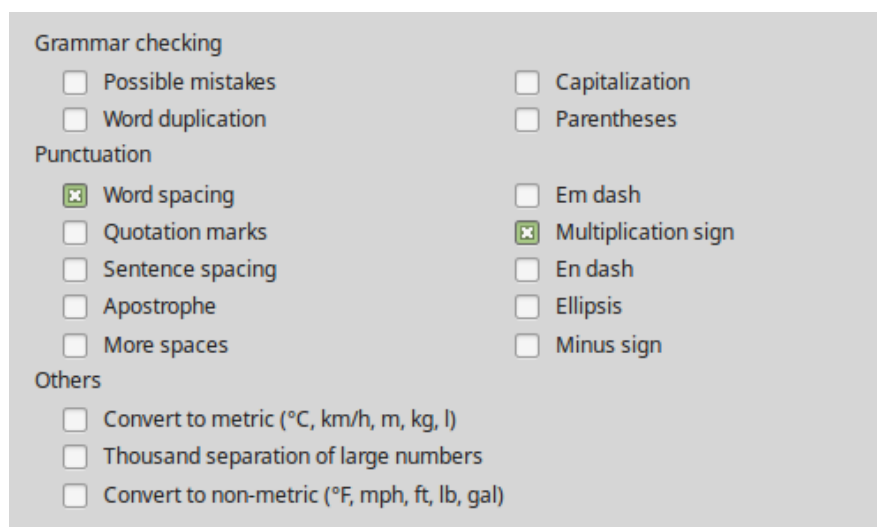 Grammar checking
Possible mistakes
Capitalization
Word duplication
Parentheses
Punctuation
Word spacing
Em dash
Quotation marks
Multiplication sign
Sentence spacing
En dash
Apostrophe
Ellipsis
More spaces
Minus sign
Others
Convert to metric (°C, km/h, m, kg, l)
Thousand separation of large numbers
Convert to non-metric (°F, mph, ft, lb, gal)